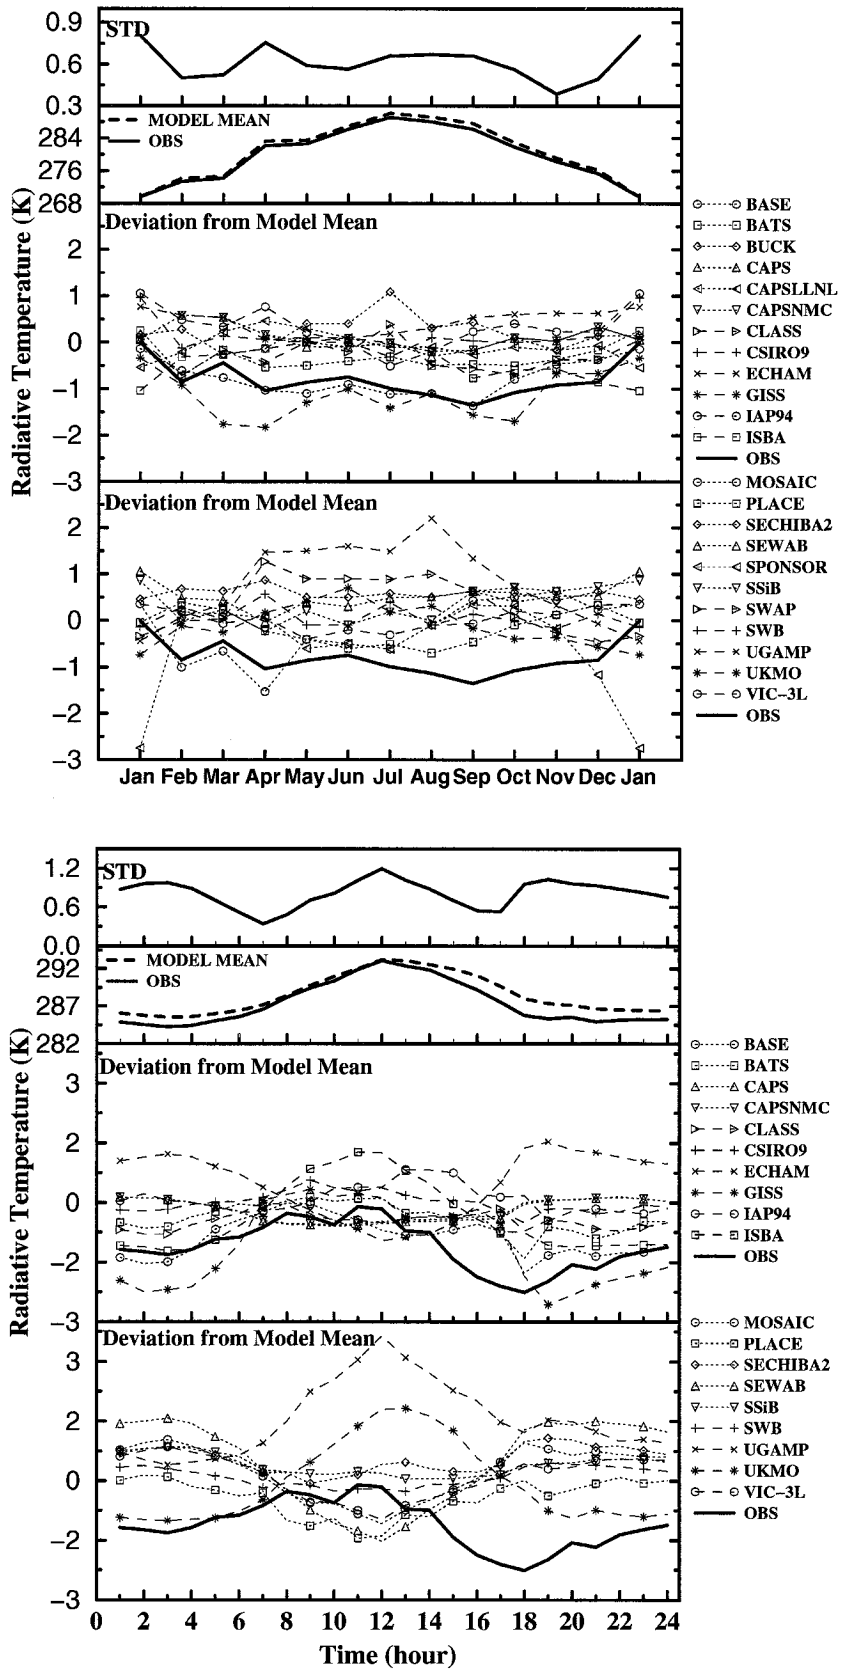 0.9
STD
0.6
0.3
MODEL MEAN
284
OBS
276
268
Radiative Temperature (K)
Deviation from Model Mean
2
1
0
−1
−2
−3
BASE
BATS
BUCK
CAPS
CAPSLLNL
CAPSNMC
CLASS
CSIRO9
ECHAM
GISS
IAP94
ISBA
OBS
Deviation from Model Mean
2
1
0
−1
−2
−3
MOSAIC
PLACE
SECHIBA2
SEWAB
SPONSOR
SSiB
SWAP
SWB
UGAMP
UKMO
VIC−3L
OBS
Jan Feb Mar Apr May Jun Jul Aug Sep Oct Nov Dec Jan
1.2
STD
0.6
0.0
MODEL MEAN
292
OBS
287
282
Radiative Temperature (K)
Deviation from Model Mean
3
2
0
−2
−3
BASE
BATS
CAPS
CAPSNMC
CLASS
CSIRO9
ECHAM
GISS
IAP94
ISBA
OBS
Deviation from Model Mean
3
2
0
−2
−3
MOSAIC
PLACE
SECHIBA2
SEWAB
SSiB
SWB
UGAMP
UKMO
VIC−3L
OBS
0 2 4 6 8 10 12 14 16 18 20 22 24
Time (hour)